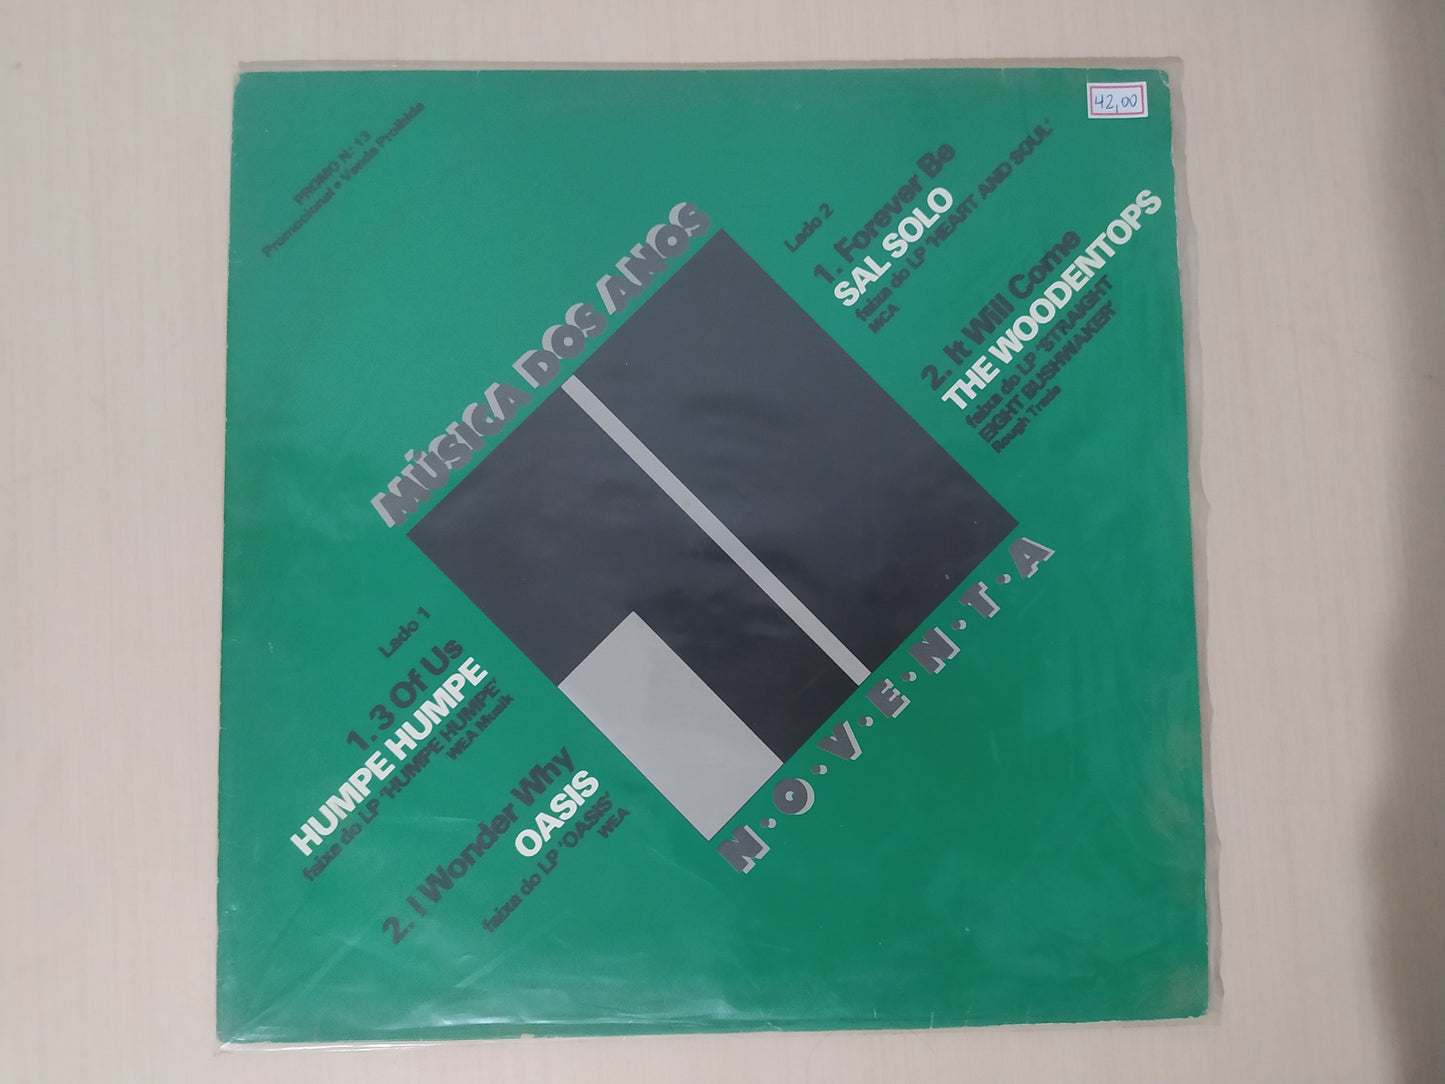 42,00
PROMO N.º 13
Promocional • Venda Proibida
MÚSICA DOS ANOS
N•O•V•E•N•T•A
Lado 1
1. 3 Of Us
HUMPE HUMPE
faixa do LP 'HUMPE HUMPE'
WEA Musik
2. I Wonder Why
OASIS
faixa do LP 'OASIS'
WEA
Lado 2
1. Forever Be
SAL SOLO
faixa do LP 'HEART AND SOUL'
MCA
2. It Will Come
THE WOODENTOPS
faixa do LP 'STRAIGHT
EIGHT BUSHWAKER'
Rough Trade